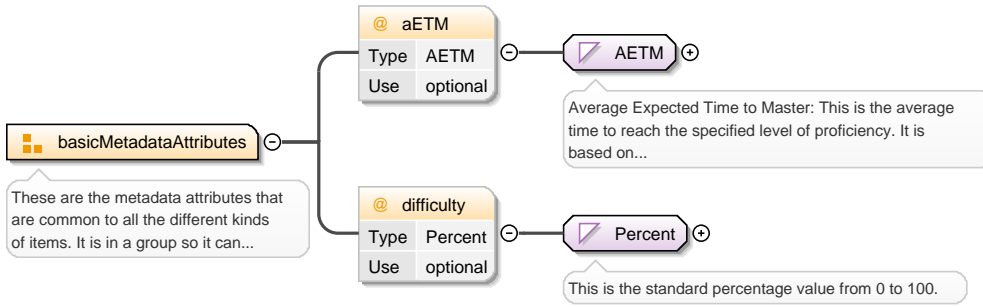 @ aETM
Type AETM
Use optional
AETM
Average Expected Time to Master: This is the average
time to reach the specified level of proficiency. It is
based on...
basicMetadataAttributes
These are the metadata attributes that
are common to all the different kinds
of items. It is in a group so it can...
@ difficulty
Type Percent
Use optional
Percent
This is the standard percentage value from 0 to 100.